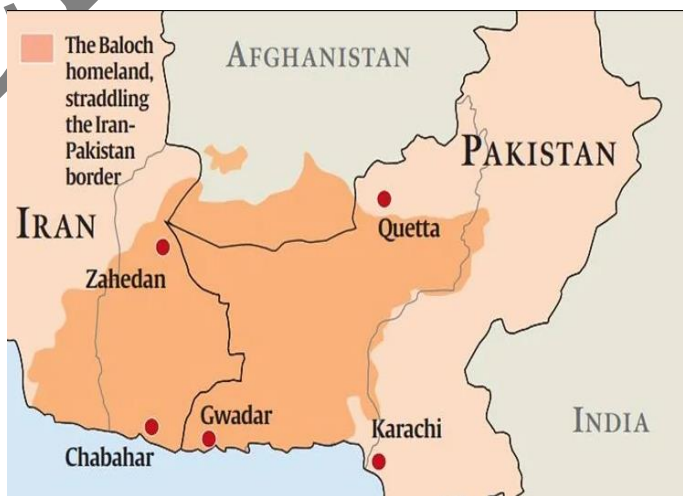 The Baloch
homeland,
straddling
the Iran-
Pakistan
border
AFGHANISTAN
PAKISTAN
IRAN
Quetta
Zahedan
Gwadar
Chabahar
Karachi
INDIA